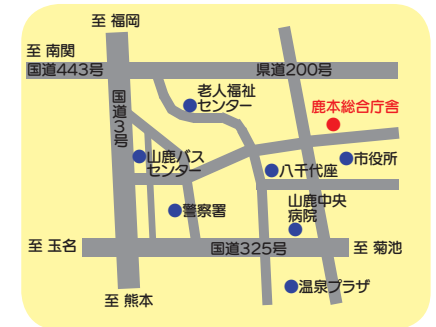 至 福岡
至 南関
国道443号
県道200号
国道3号
老人福祉
センター
鹿本総合庁舎
山鹿バス
センター
市役所
八千代座
警察署
山鹿中央
病院
至 玉名
国道325号
至 菊池
温泉プラザ
至 熊本